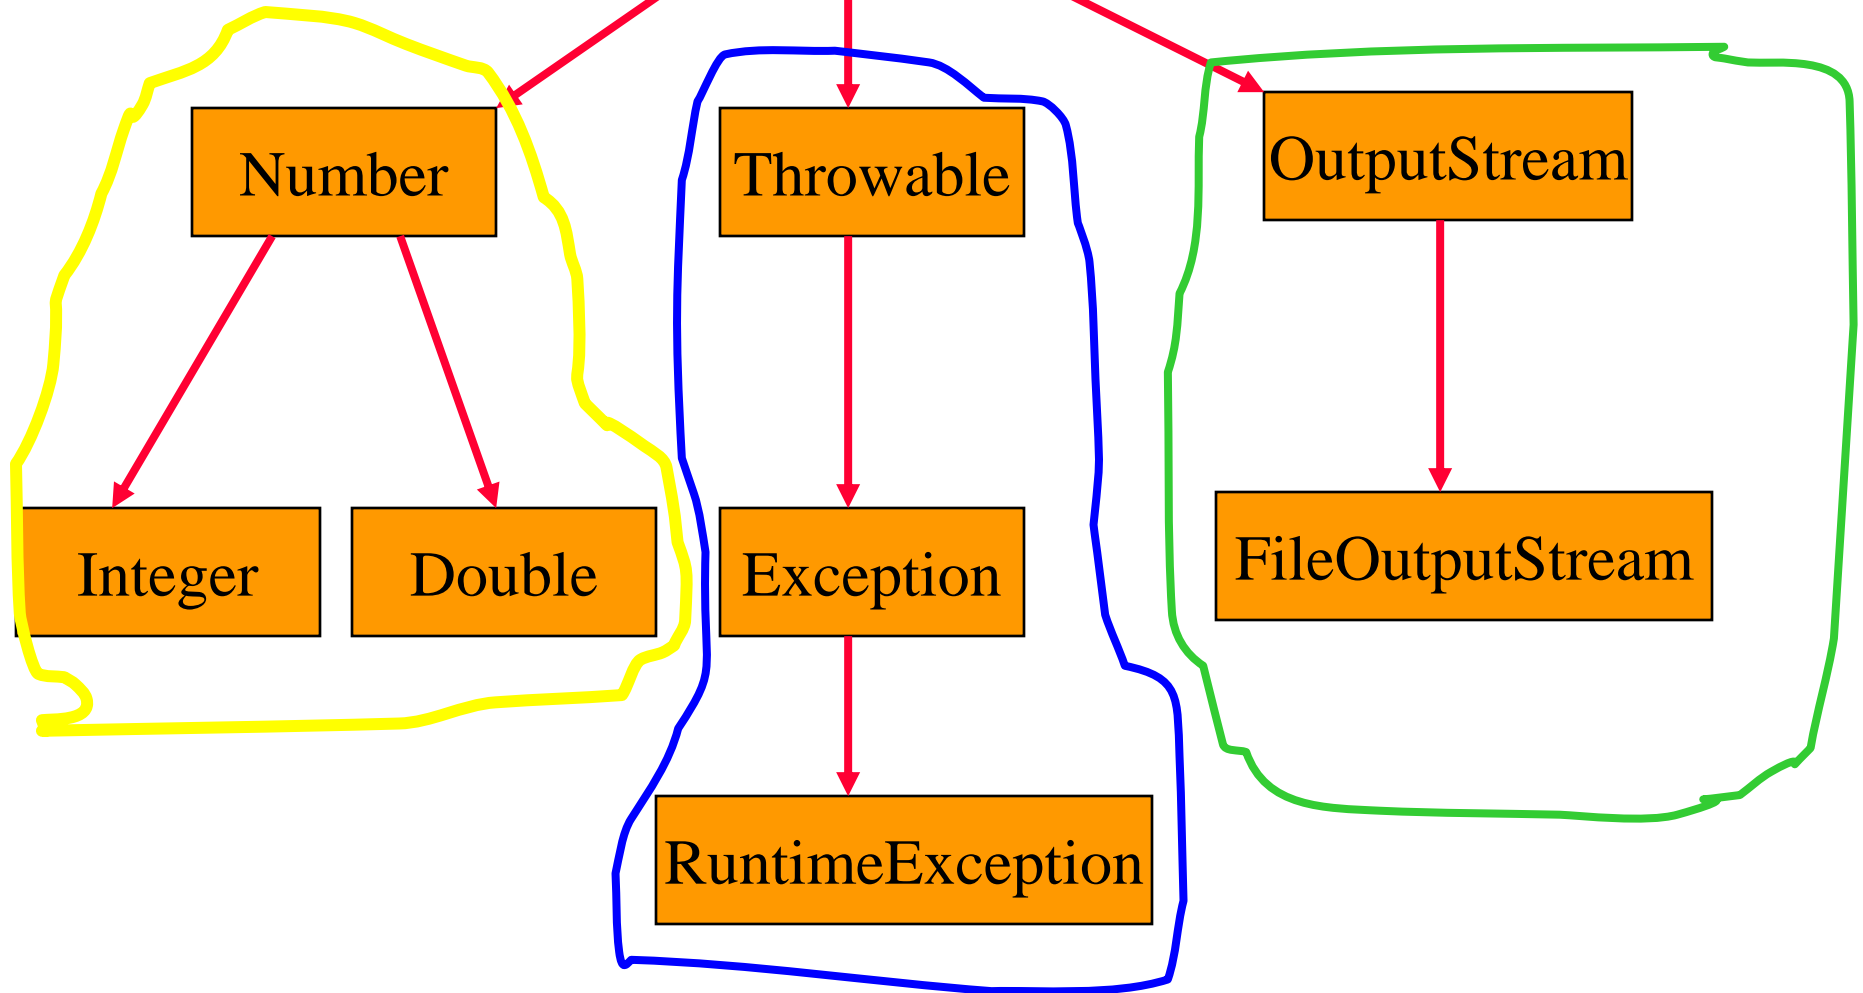 Number
Throwable
OutputStream
Integer
Double
Exception
FileOutputStream
RuntimeException